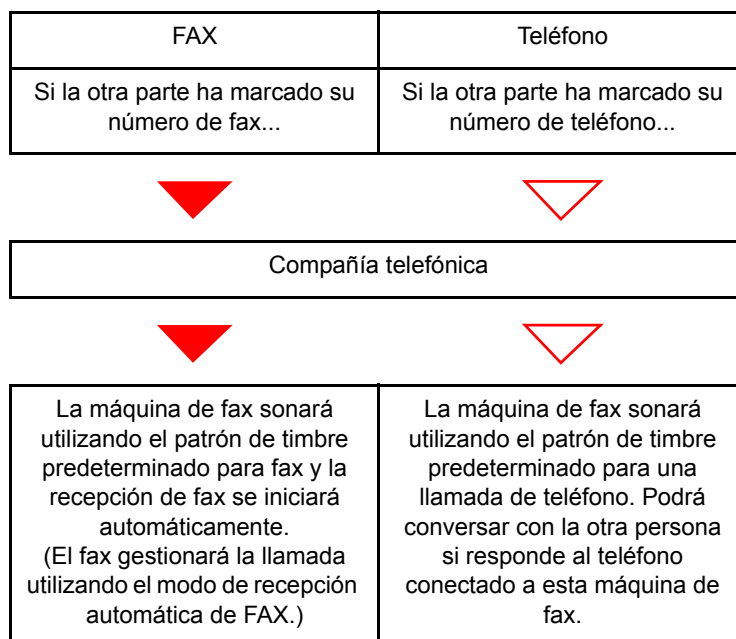 FAX
Teléfono
Si la otra parte ha marcado su
número de fax...
Si la otra parte ha marcado su
número de teléfono...
Compañía telefónica
La máquina de fax sonará
utilizando el patrón de timbre
predeterminado para fax y la
recepción de fax se iniciará
automáticamente.
(El fax gestionará la llamada
utilizando el modo de recepción
automática de FAX.)
La máquina de fax sonará
utilizando el patrón de timbre
predeterminado para una
llamada de teléfono. Podrá
conversar con la otra persona
si responde al teléfono
conectado a esta máquina de
fax.